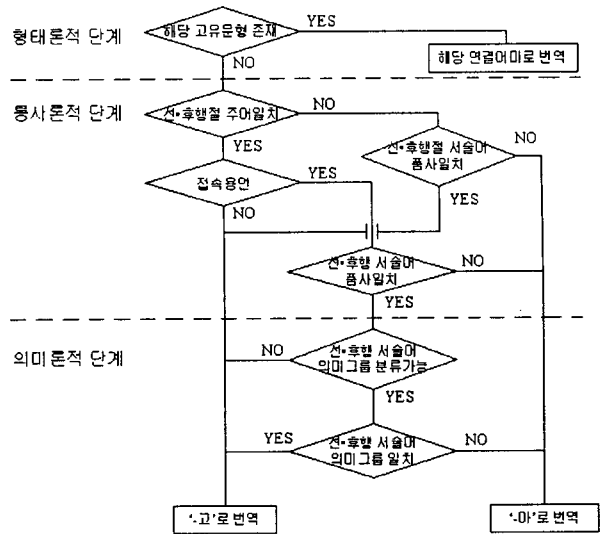 형태론적 단계
해당 고유문형 존재
YES
해당 연결어미로 번역
NO
통사론적 단계
선•후행절 주어일치
NO
YES
선•후행절 서술어
품사일치
NO
YES
접속용언
YES
NO
선•후행 서술어
품사일치
NO
YES
의미론적 단계
선•후행 서술어
의미그룹 분류가능
NO
YES
선•후행 서술어
의미그룹 일치
YES
NO
'-고'로 번역
'-아'로 번역